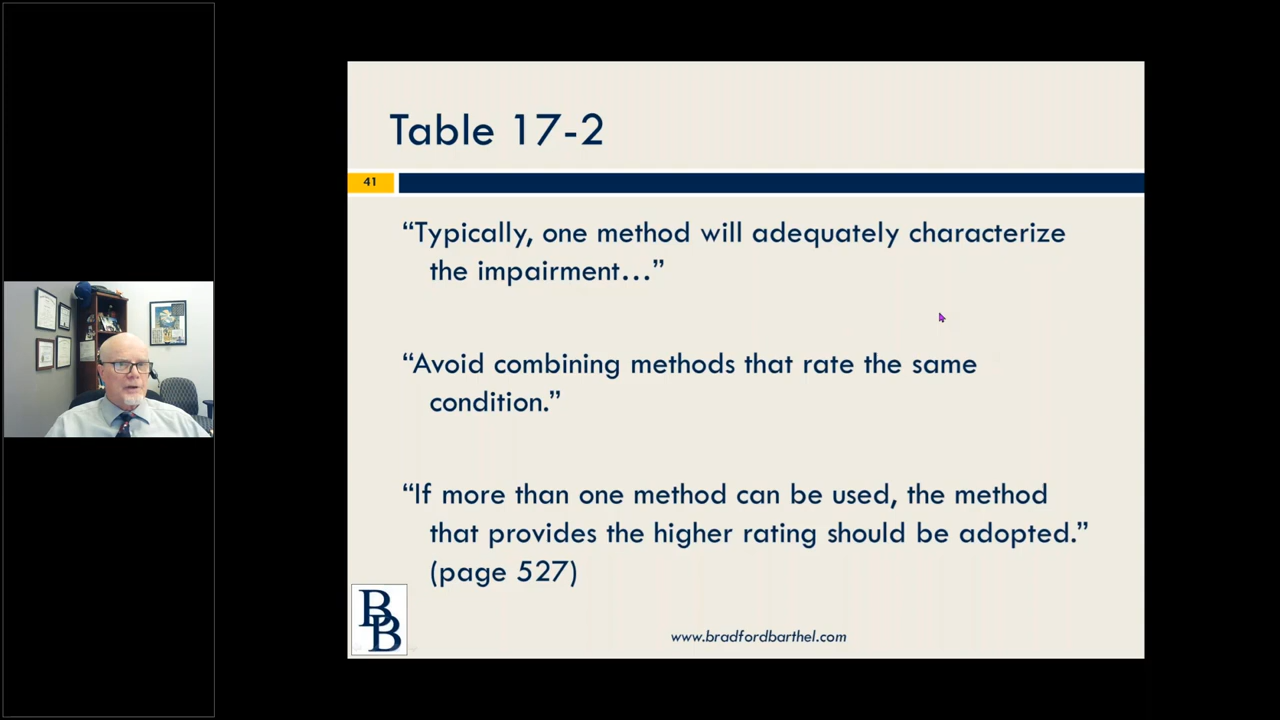 Table 17-2
41
“Typically, one method will adequately characterize
the impairment…”
“Avoid combining methods that rate the same
condition.”
“If more than one method can be used, the method
that provides the higher rating should be adopted.”
(page 527)
BB
www.bradfordbarthel.com